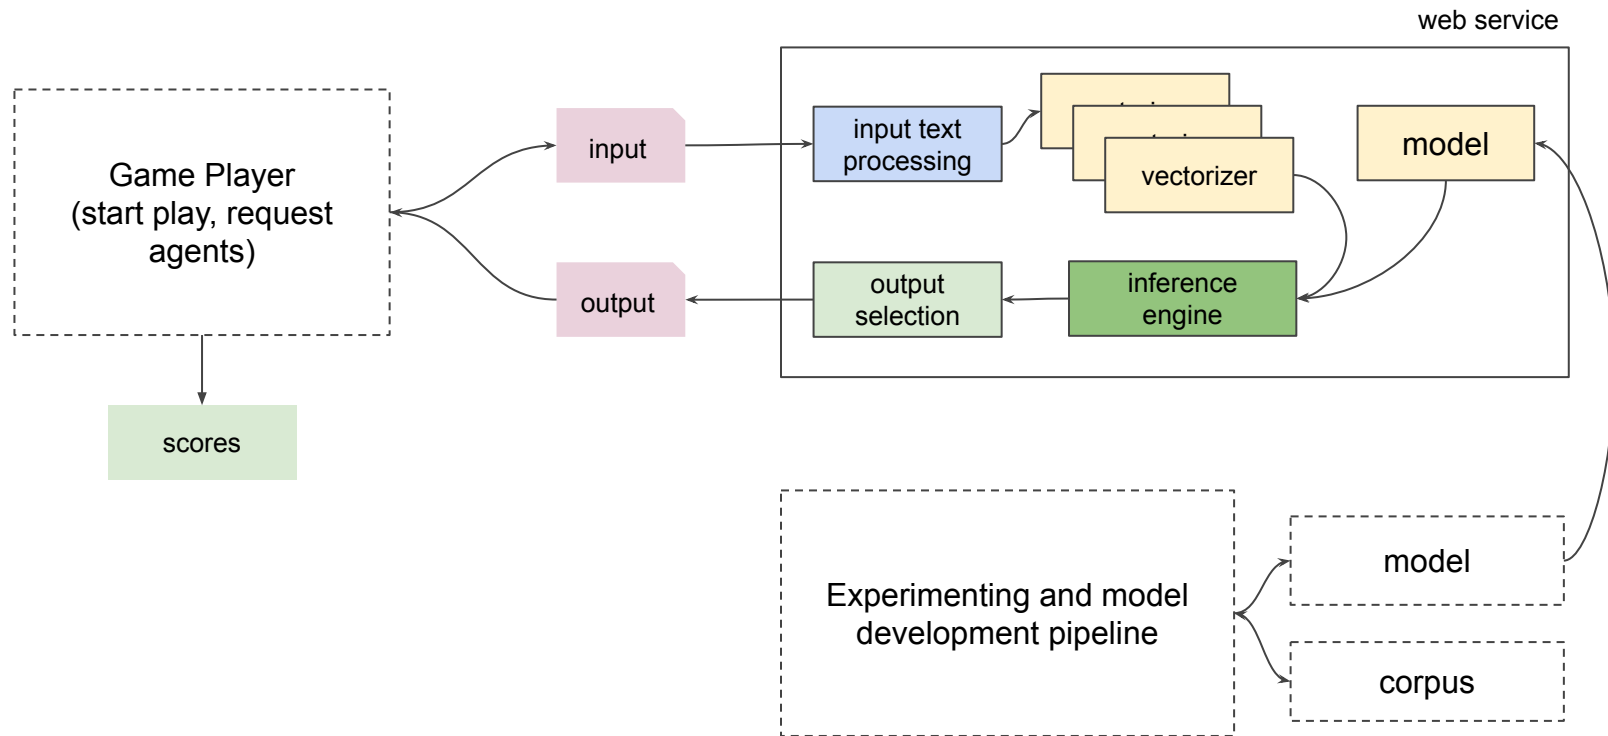 web service
Game Player
(start play, request
agents)
input
input text
processing
vectorizer
model
output
output
selection
inference
engine
scores
Experimenting and model
development pipeline
model
corpus